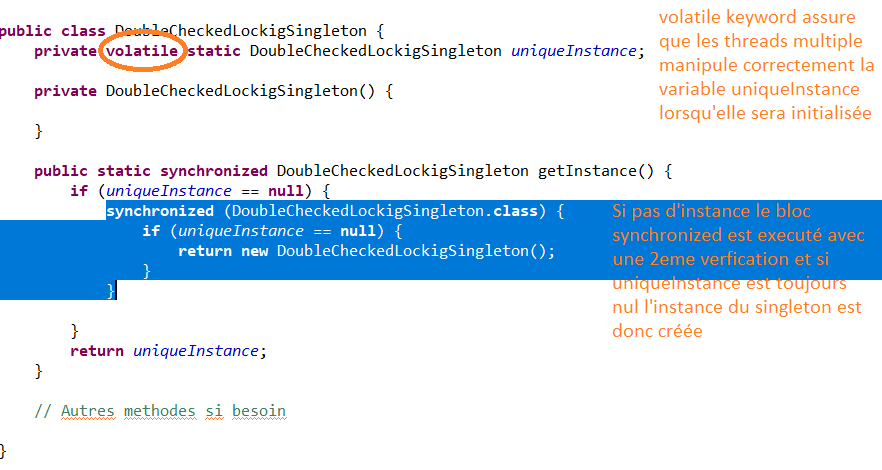 public class DoubleCheckedLockigSingleton {
private volatile static DoubleCheckedLockigSingleton uniqueInstance;
volatile keyword assure
que les threads multiple
manipule correctement la
variable uniqueInstance
lorsqu'elle sera initialisée
private DoubleCheckedLockigSingleton() {
}
public static synchronized DoubleCheckedLockigSingleton getInstance() {
if (uniqueInstance == null) {
synchronized (DoubleCheckedLockigSingleton.class) {
if (uniqueInstance == null) {
return new DoubleCheckedLockigSingleton();
}
}
Si pas d'instance le bloc
synchronized est executé avec
une 2eme verfication et si
uniqueInstance est toujours
nul l'instance du singleton est
donc créée
}
return uniqueInstance;
}
// Autres methodes si besoin
}